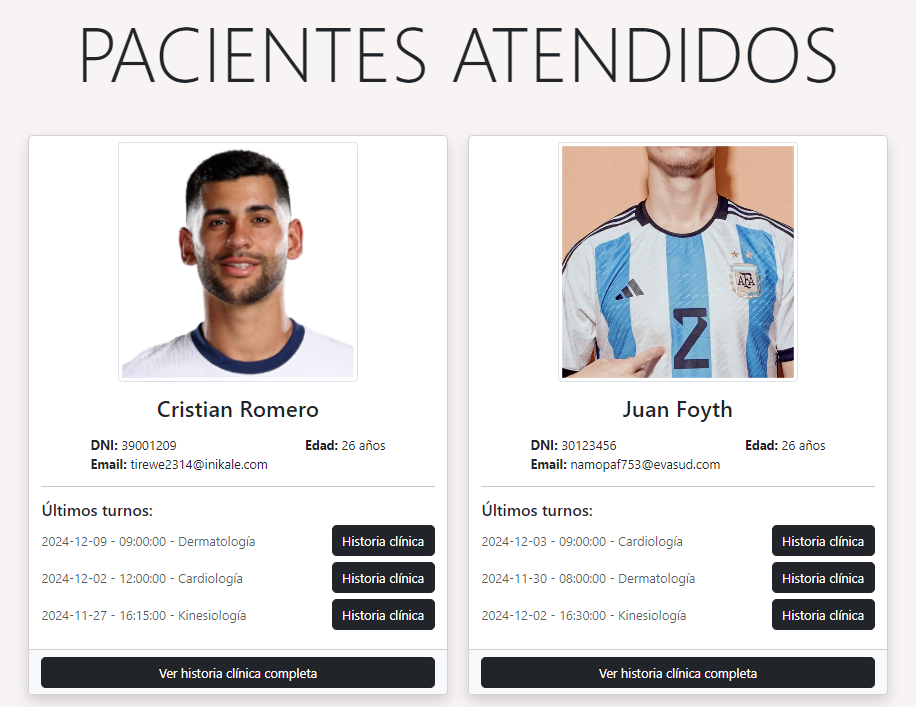 PACIENTES ATENDIDOS
AFA
2
Cristian Romero
DNI: 39001209 Edad: 26 años
Email: tirewe2314@inikale.com
Últimos turnos:
2024-12-09 - 09:00:00 - Dermatología Historia clínica
2024-12-02 - 12:00:00 - Cardiología Historia clínica
2024-11-27 - 16:15:00 - Kinesiología Historia clínica
Ver historia clínica completa
Juan Foyth
DNI: 30123456 Edad: 26 años
Email: namopaf753@evasud.com
Últimos turnos:
2024-12-03 - 09:00:00 - Cardiología Historia clínica
2024-11-30 - 08:00:00 - Dermatología Historia clínica
2024-12-02 - 16:30:00 - Kinesiología Historia clínica
Ver historia clínica completa